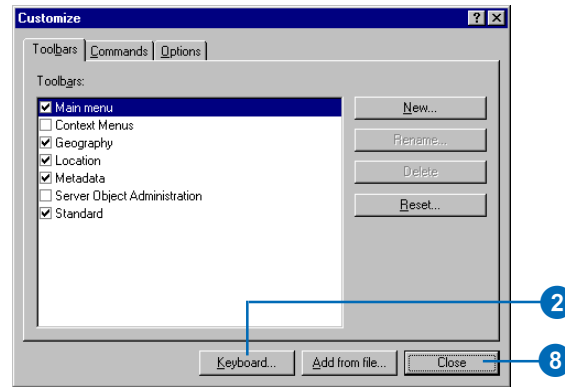 Customize
Toolbars Commands Options
Toolbars:
Main menu
Context Menus
Geography
Location
Metadata
Server Object Administration
Standard
New...
Rename...
Delete
Reset...
2
Keyboard... Add from file... Close 8